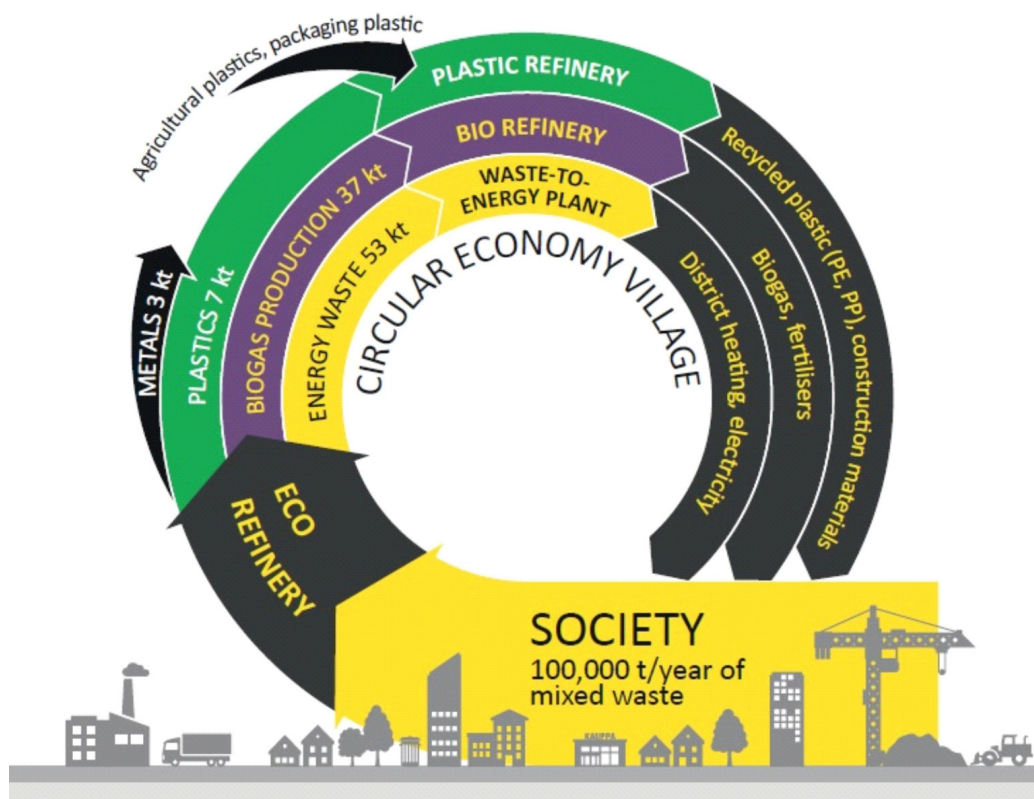 Agricultural plastics, packaging plastic
PLASTIC REFINERY
BIO REFINERY
WASTE-TO-
ENERGY PLANT
CIRCULAR ECONOMY VILLAGE
METALS 3 kt
PLASTICS 7 kt
BIOGAS PRODUCTION 37 kt
ENERGY WASTE 53 kt
District heating, electricity
Biogas, fertilisers
Recycled plastic (PE, PP), construction materials
ECO
REFINERY
SOCIETY
100,000 t/year of
mixed waste
KAUPPA